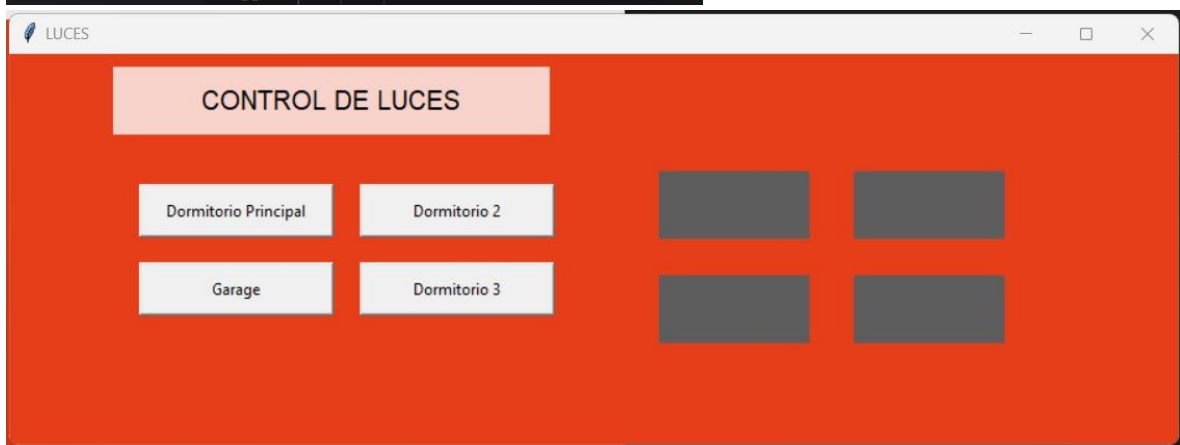 LUCES
CONTROL DE LUCES
Dormitorio Principal
Dormitorio 2
Garage
Dormitorio 3